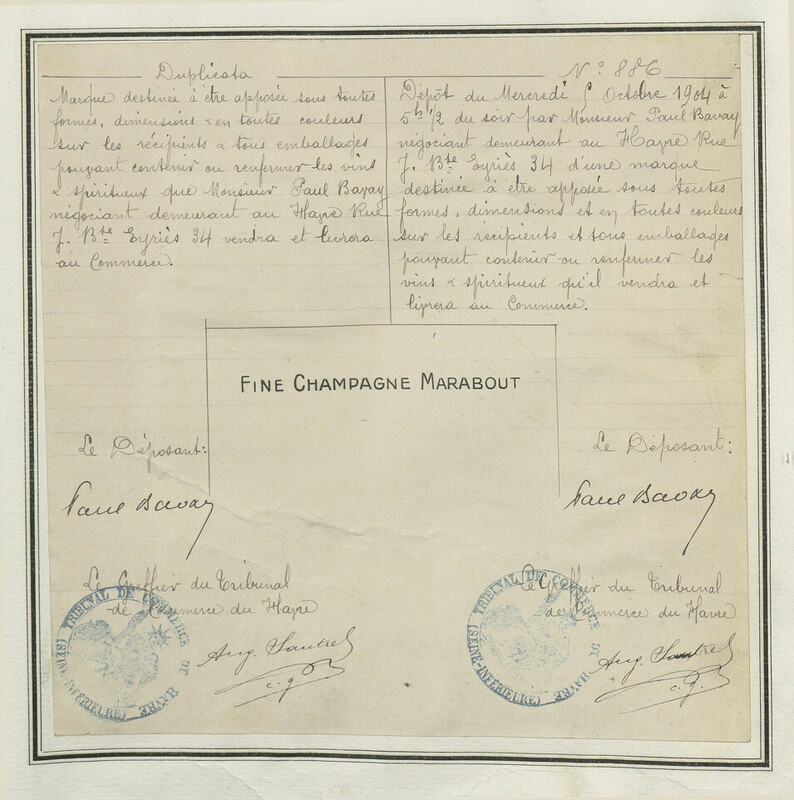 Duplicata
Marque destinée à être apposée sous toutes
formes, dimensions & en toutes couleurs
sur les récipients & tous emballages
pouvant contenir ou renfermer les vins
& spiritueux que Monsieur Paul Bavay
négociant demeurant au Havre Rue
J. Bte Eyriès 34 vendra et livrera
au Commerce.
No 886
Dépôt du Mercredi 5 Octobre 1904 à
5h 1/2 du soir par Monsieur Paul Bavay
négociant demeurant au Havre Rue
J. Bte Eyriès 34 d'une marque
destinée à être apposée sous toutes
formes, dimensions et en toutes couleurs
sur les récipients et tous emballages
pouvant contenir ou renfermer les
vins & spiritueux qu'il vendra et
livrera au Commerce.
FINE CHAMPAGNE MARABOUT
Le Déposant:
Paul Bavay
Le Greffier du Tribunal
de Commerce du Havre
TRIBUNAL DE COMMERCE DU HAVRE (SEINE-INFÉRIEURE)
Aug. Sautrel
c. g.
Le Déposant:
Paul Bavay
Le Greffier du Tribunal
de Commerce du Havre
TRIBUNAL DE COMMERCE DU HAVRE (SEINE-INFÉRIEURE)
Aug. Sautrel
c. g.